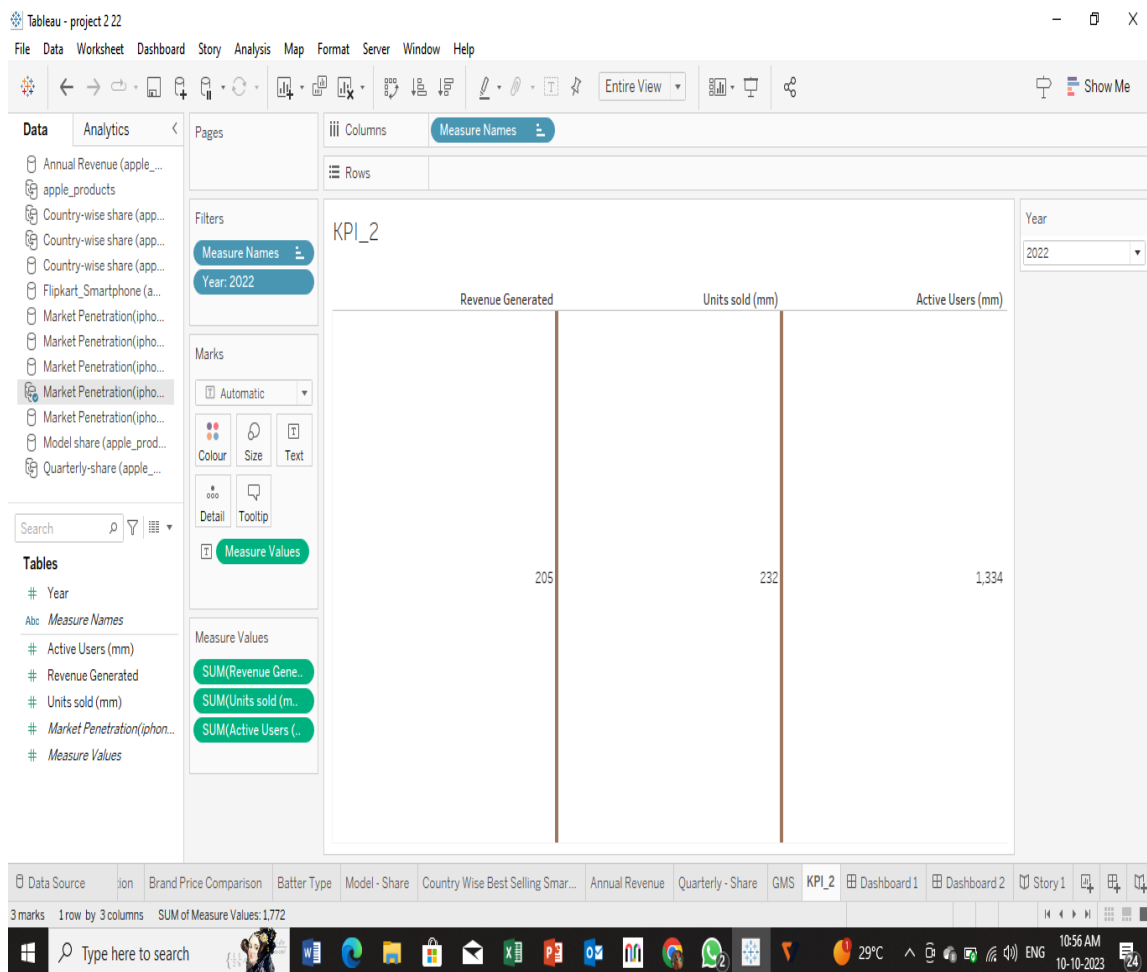 Tableau - project 2 22
File Data Worksheet Dashboard Story Analysis Map Format Server Window Help
Entire View
Show Me
Data Analytics
Annual Revenue (apple_...
apple_products
Country-wise share (app...
Country-wise share (app...
Country-wise share (app...
Flipkart_Smartphone (a...
Market Penetration(ipho...
Market Penetration(ipho...
Market Penetration(ipho...
Market Penetration(ipho...
Market Penetration(ipho...
Model share (apple_prod...
Quarterly-share (apple_...
Search
Tables
# Year
Abc Measure Names
# Active Users (mm)
# Revenue Generated
# Units sold (mm)
# Market Penetration(iphon...
# Measure Values
Pages
Filters
Measure Names
Year: 2022
Marks
T Automatic
Colour Size Text
Detail Tooltip
T Measure Values
Measure Values
SUM(Revenue Gene..
SUM(Units sold (m..
SUM(Active Users (..
Columns Measure Names
Rows
KPI_2
Revenue Generated Units sold (mm) Active Users (mm)
205 232 1,334
Year
2022
Data Source tion Brand Price Comparison Batter Type Model - Share Country Wise Best Selling Smar... Annual Revenue Quarterly - Share GMS KPI_2 Dashboard 1 Dashboard 2 Story 1
3 marks 1 row by 3 columns SUM of Measure Values: 1,772
Type here to search 2 29°C ENG 10:56 AM
10-10-2023 24